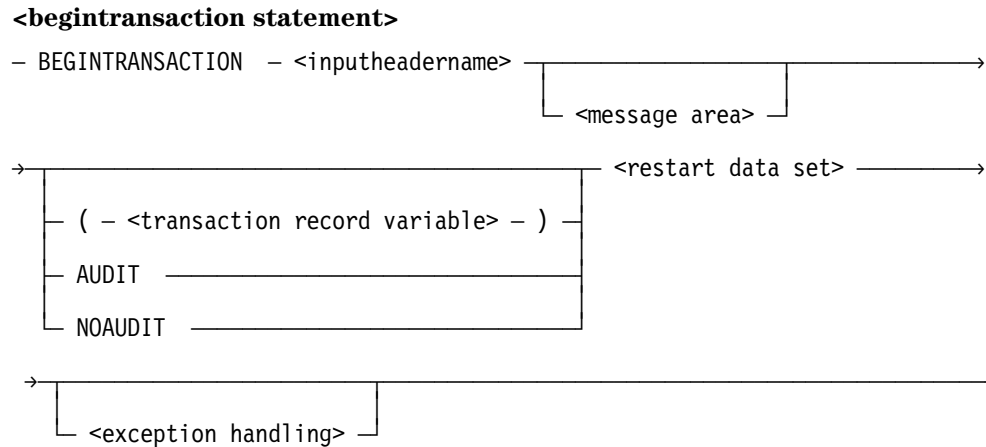 <begintransaction statement>
— BEGINTRANSACTION — <inputheadername>
<message area>
<restart data set>
( — <transaction record variable> — )
AUDIT
NOAUDIT
<exception handling>